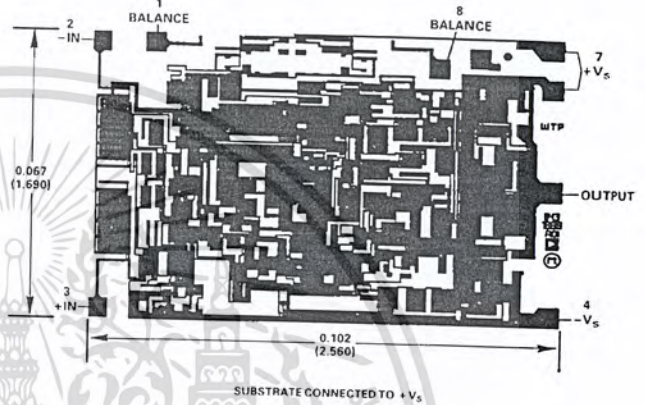 1
BALANCE
8
BALANCE
2
-IN
7
+Vs
WTP
0.067
(1.690)
OUTPUT
3
+IN
4
-Vs
0.102
(2.560)
SUBSTRATE CONNECTED TO +Vs